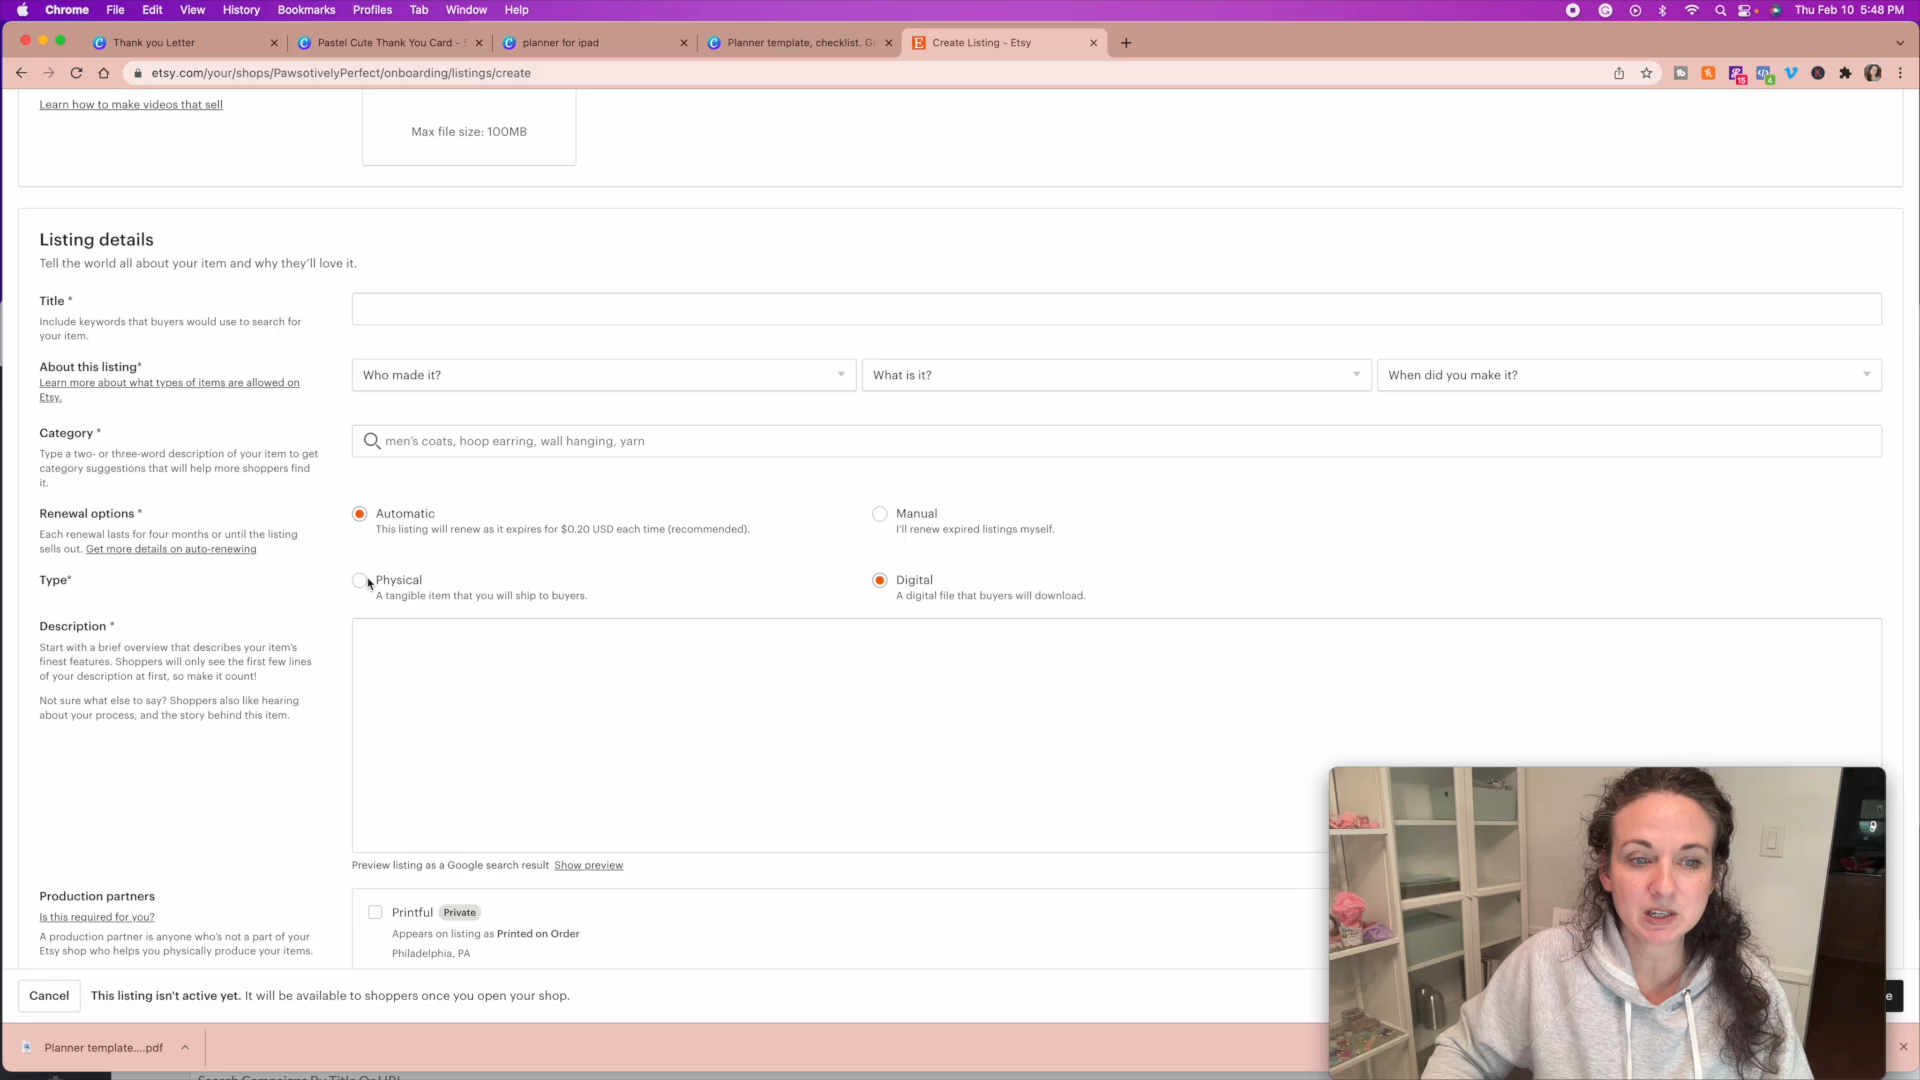 Chrome File Edit View History Bookmarks Profiles Tab Window Help Thu Feb 10 5:48 PM
Thank you Letter Pastel Cute Thank You Card - planner for ipad Planner template, checklist. Go Create Listing - Etsy
etsy.com/your/shops/PawsotivelyPerfect/onboarding/listings/create 15 4
Learn how to make videos that sell
Max file size: 100MB
Listing details
Tell the world all about your item and why they'll love it.
Title *
Include keywords that buyers would use to search for
your item.
About this listing*
Learn more about what types of items are allowed on
Etsy.
Who made it? What is it? When did you make it?
Category *
Type a two- or three-word description of your item to get
category suggestions that will help more shoppers find
it.
men's coats, hoop earring, wall hanging, yarn
Renewal options *
Each renewal lasts for four months or until the listing
sells out. Get more details on auto-renewing
Automatic
This listing will renew as it expires for $0.20 USD each time (recommended).
Manual
I'll renew expired listings myself.
Type*
Physical
A tangible item that you will ship to buyers.
Digital
A digital file that buyers will download.
Description *
Start with a brief overview that describes your item's
finest features. Shoppers will only see the first few lines
of your description at first, so make it count!
Not sure what else to say? Shoppers also like hearing
about your process, and the story behind this item.
Preview listing as a Google search result Show preview
Production partners
Is this required for you?
A production partner is anyone who's not a part of your
Etsy shop who helps you physically produce your items.
Printful Private
Appears on listing as Printed on Order
Philadelphia, PA
Cancel This listing isn't active yet. It will be available to shoppers once you open your shop.
Planner template....pdf